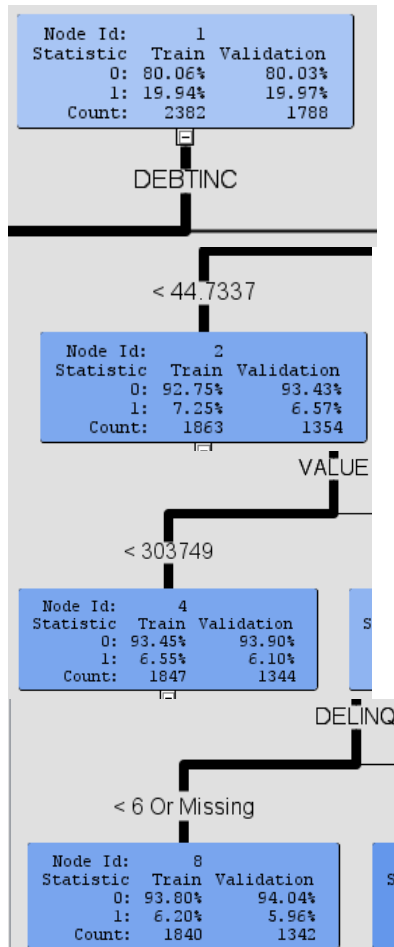 Node Id: 1
Statistic Train Validation
0: 80.06% 80.03%
1: 19.94% 19.97%
Count: 2382 1788
DEBTINC
< 44.7337
Node Id: 2
Statistic Train Validation
0: 92.75% 93.43%
1: 7.25% 6.57%
Count: 1863 1354
VALUE
< 303749
Node Id: 4
Statistic Train Validation
0: 93.45% 93.90%
1: 6.55% 6.10%
Count: 1847 1344
S
DELINQ
< 6 Or Missing
Node Id: 8
Statistic Train Validation
0: 93.80% 94.04%
1: 6.20% 5.96%
Count: 1840 1342
S